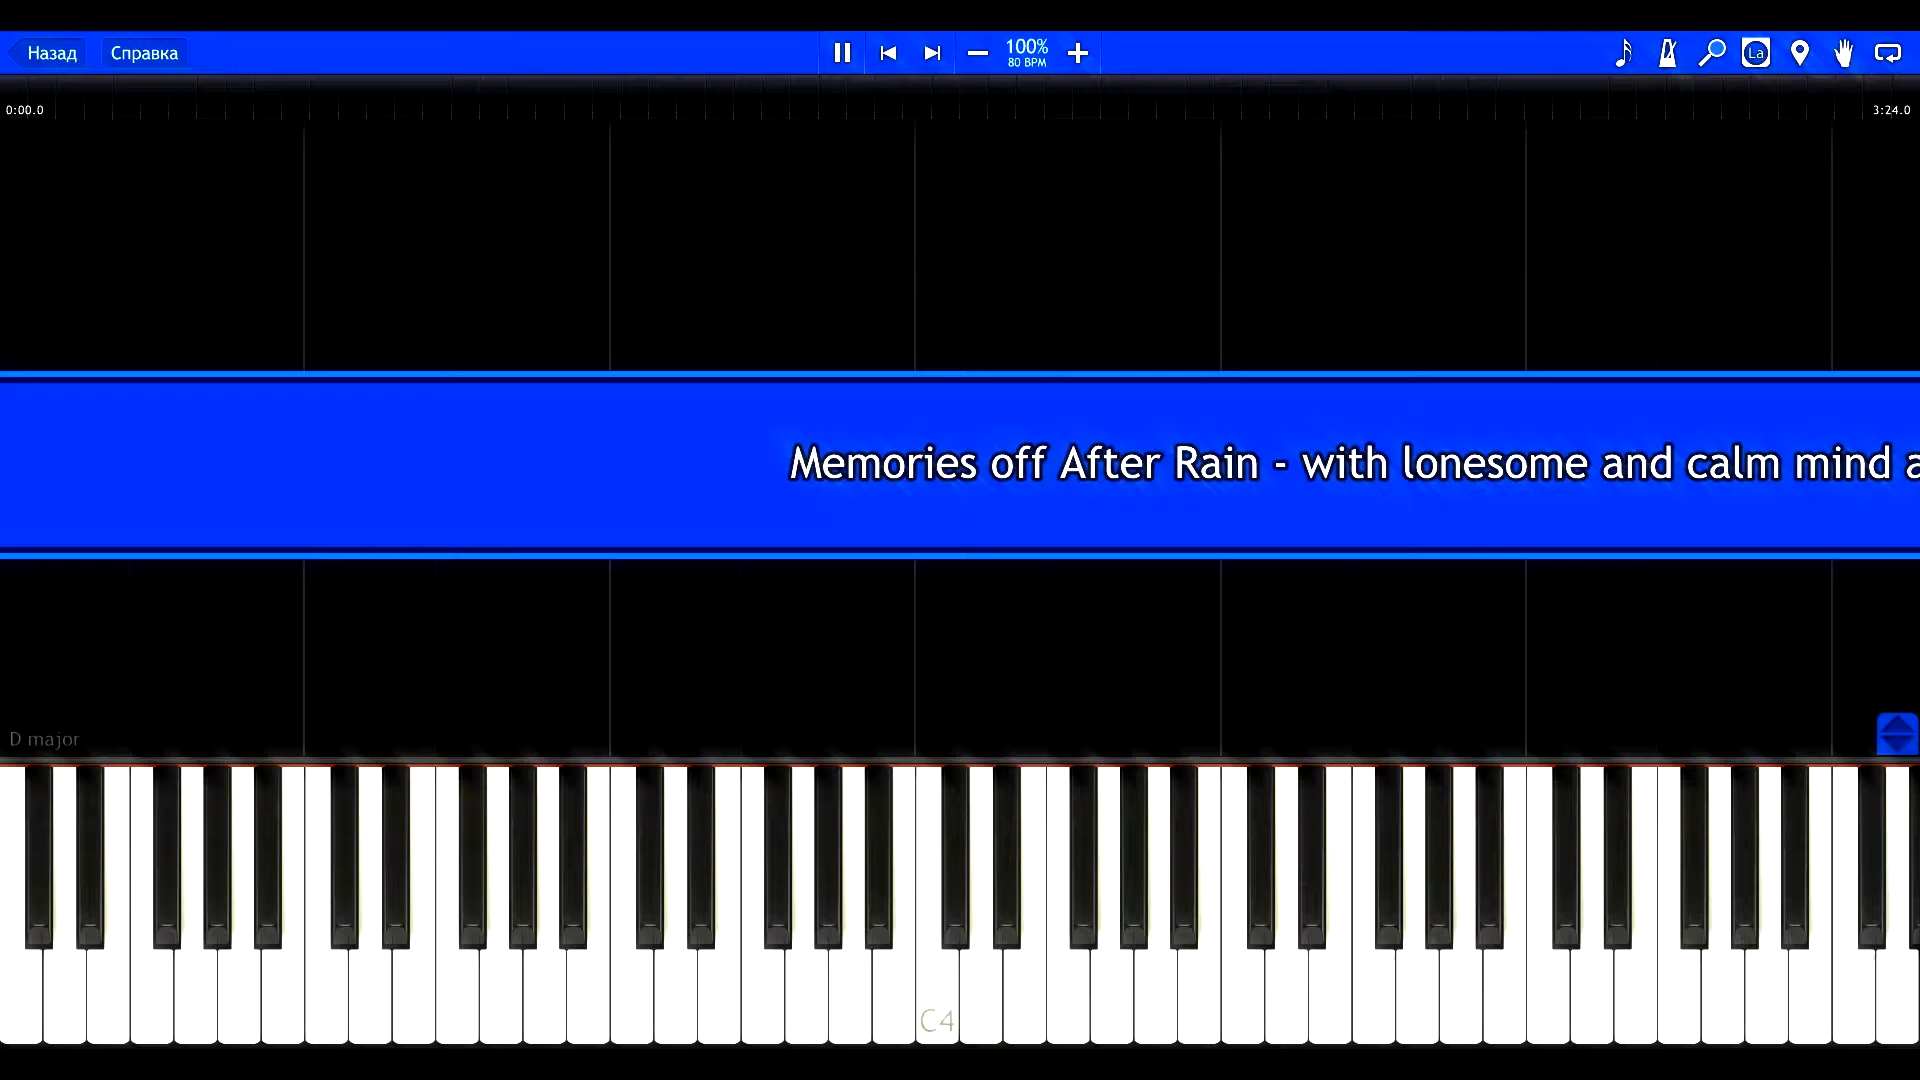 Назад Справка 100%
80 BPM La
0:00.0 3:24.0
Memories off After Rain - with lonesome and calm mind a
D major
C4